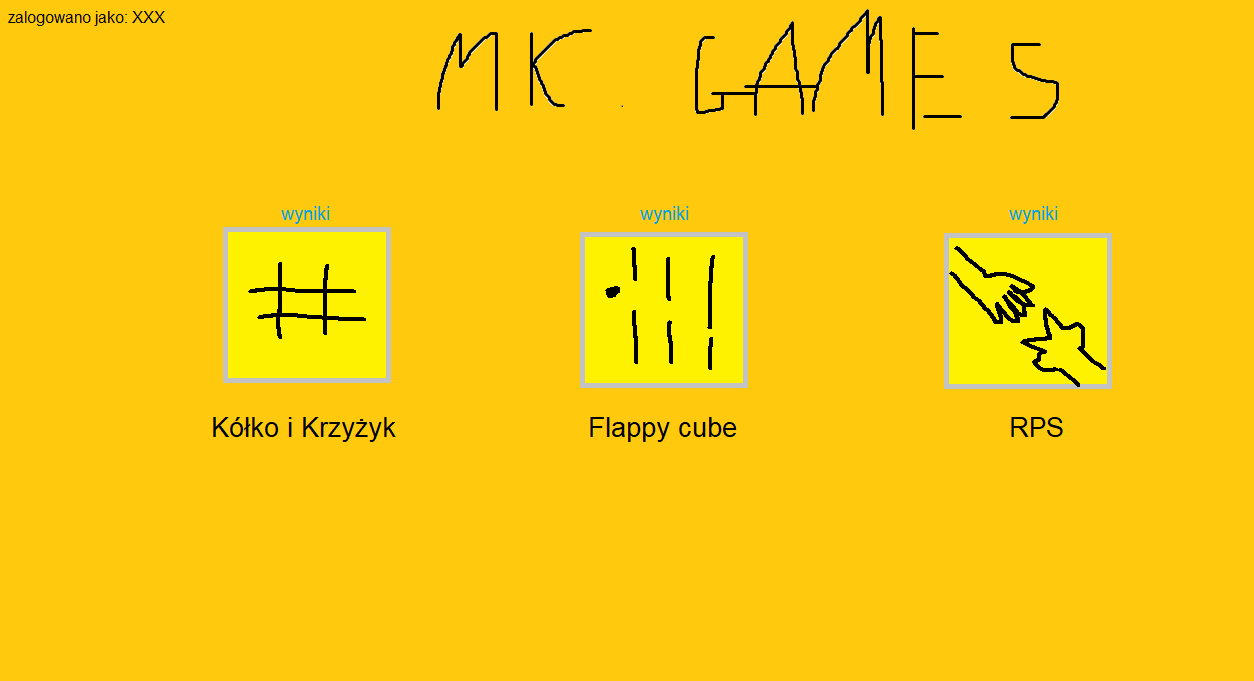 zalogowano jako: XXX
MK. GAMES
wyniki
wyniki
wyniki
Kółko i Krzyżyk
Flappy cube
RPS